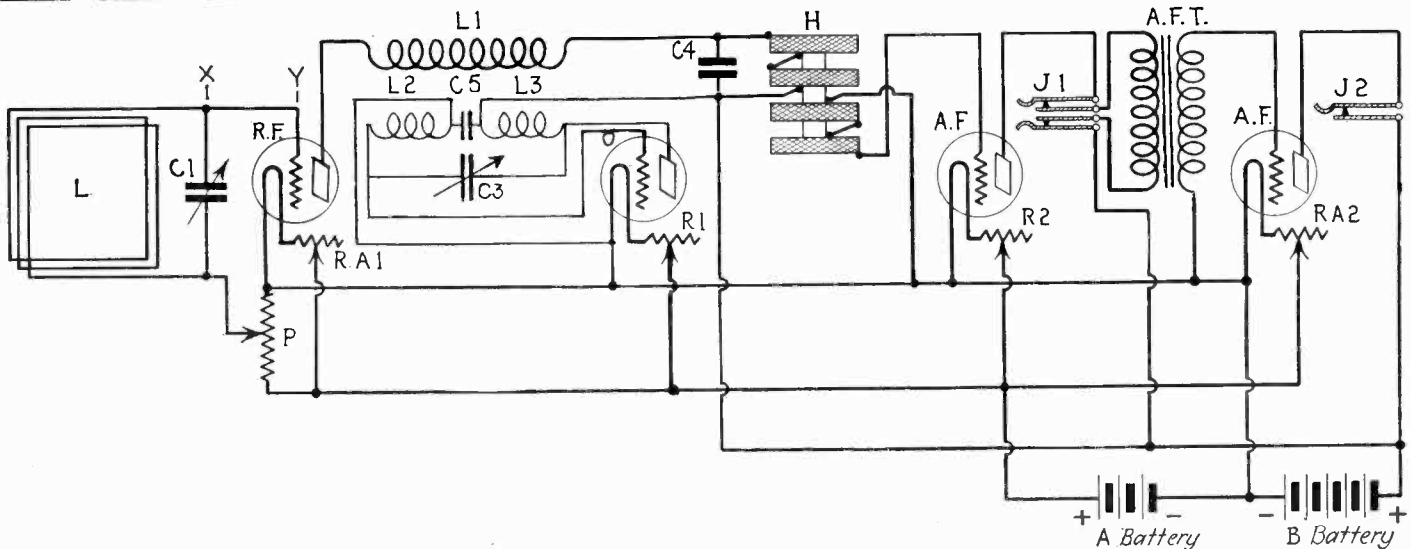 L1
H
A.F.T.
C4
X
Y
L2
C5
L3
J1
J2
R.F.
A.F
A.F.
L
C1
C3
R1
R2
RA2
R.A1
P
+
-
-
+
A Battery
B Battery